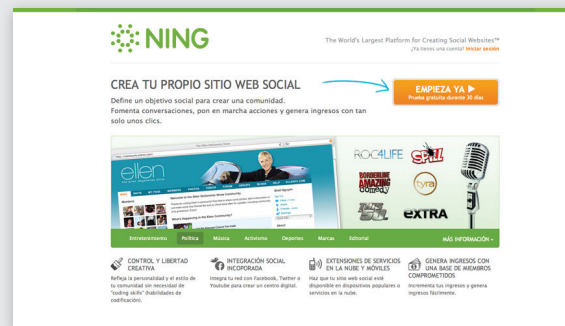 NING
The World's Largest Platform for Creating Social Websites™
¿Ya tienes una cuenta? Iniciar sesión
CREA TU PROPIO SITIO WEB SOCIAL
Define un objetivo social para crear una comunidad.
Fomenta conversaciones, pon en marcha acciones y genera ingresos con tan
solo unos clics.
EMPIEZA YA ▶
Prueba gratuita durante 30 días
ellen
ROC4LIFE
SPILL
BORDERLINE
AMAZING
comedy
tyra
extra
Entretenimiento Política Música Activismo Deportes Marcas Editorial MÁS INFORMACIÓN
CONTROL Y LIBERTAD
CREATIVA
Refleja la personalidad y el estilo de
tu comunidad sin necesidad de
"coding skills" (habilidades de
codificación).
INTEGRACIÓN SOCIAL
INCOPORADA
Integra tu red con Facebook, Twitter o
Youtube para crear un centro digital.
EXTENSIONES DE SERVICIOS
EN LA NUBE Y MÓVILES
Haz que tu sitio web social esté
disponible en dispositivos populares o
servicios en la nube.
GENERA INGRESOS CON
UNA BASE DE MIEMBROS
COMPROMETIDOS
Incrementa tus ingresos y genera
ingresos fácilmente.